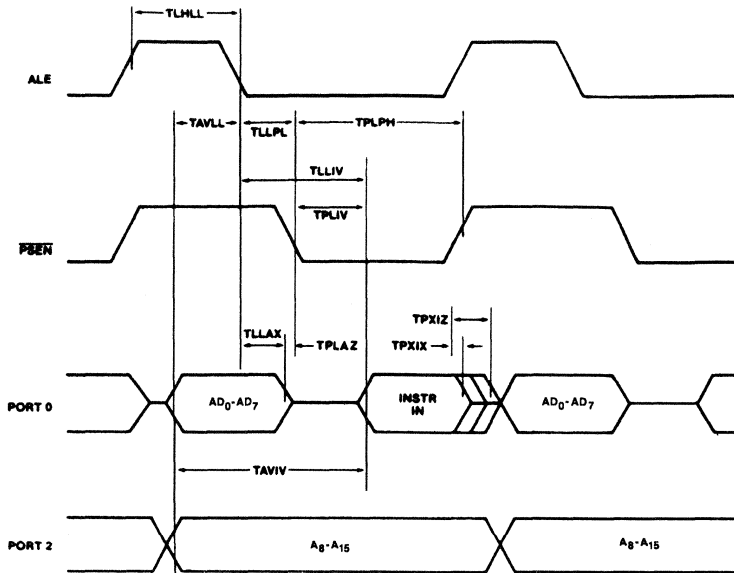 TLHLL
ALE
TAVLL
TLLPL
TPLPH
TLLIV
TPLIV
PSEN
TPXIZ
TLLAX
TPLAZ
TPXIX
PORT 0
AD0-AD7
INSTR
IN
AD0-AD7
TAVIV
PORT 2
A8-A15
A8-A15